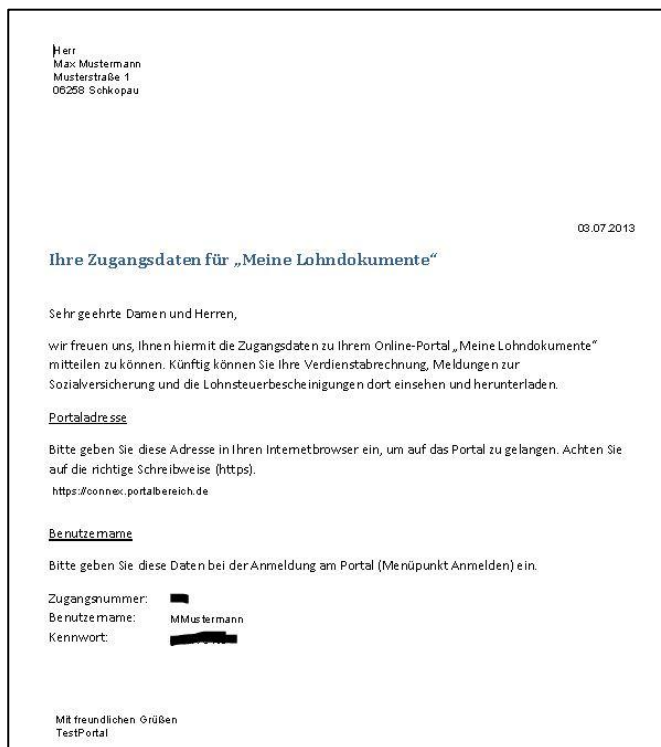 Herr
Max Mustermann
Musterstraße 1
06258 Schkopau
03.07.2013
Ihre Zugangsdaten für „Meine Lohndokumente“
Sehr geehrte Damen und Herren,
wir freuen uns, Ihnen hiermit die Zugangsdaten zu Ihrem Online-Portal „Meine Lohndokumente“
mitteilen zu können. Künftig können Sie Ihre Verdienstabrechnung, Meldungen zur
Sozialversicherung und die Lohnsteuerbescheinigungen dort einsehen und herunterladen.
Portaladresse
Bitte geben Sie diese Adresse in Ihren Internetbrowser ein, um auf das Portal zu gelangen. Achten Sie
auf die richtige Schreibweise (https).
https://connex.portalbereich.de
Benutzername
Bitte geben Sie diese Daten bei der Anmeldung am Portal (Menüpunkt Anmelden) ein.
Zugangsnummer:
Benutzername: MMustermann
Kennwort:
Mit freundlichen Grüßen
TestPortal